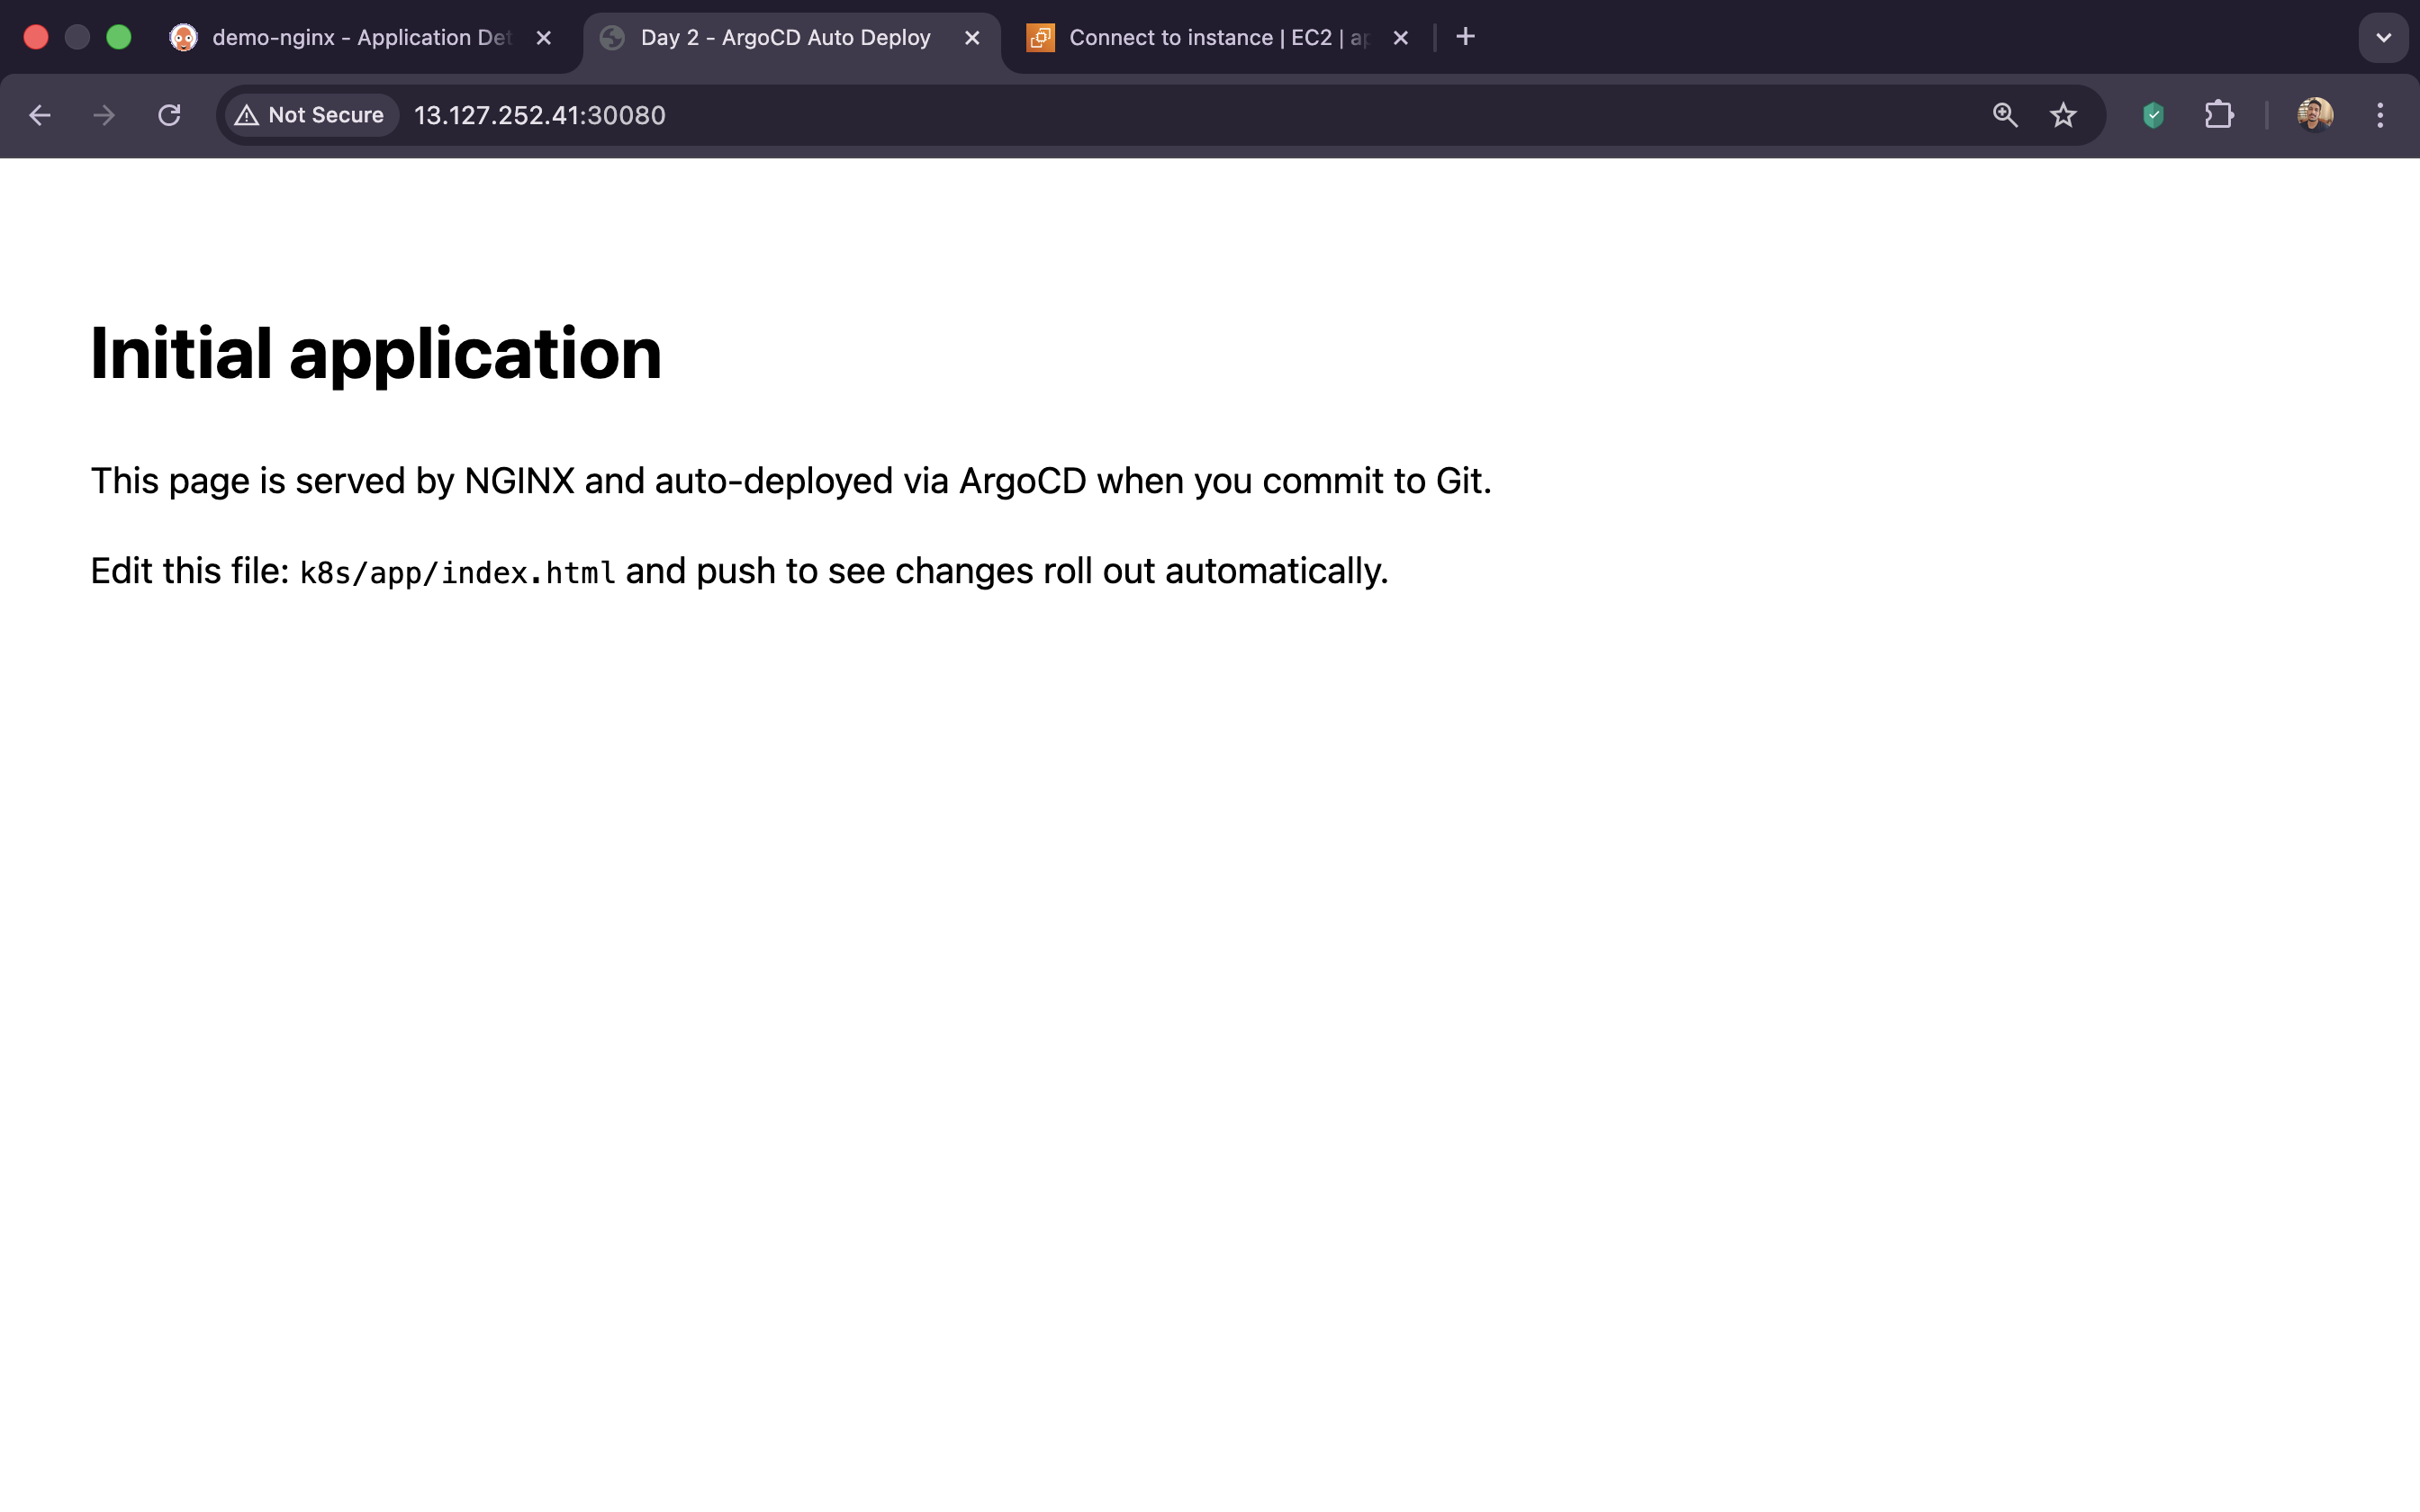 demo-nginx - Application Det
Day 2 - ArgoCD Auto Deploy
Connect to instance | EC2 | ap
Not Secure
13.127.252.41:30080
Initial application
This page is served by NGINX and auto-deployed via ArgoCD when you commit to Git.
Edit this file: k8s/app/index.html and push to see changes roll out automatically.